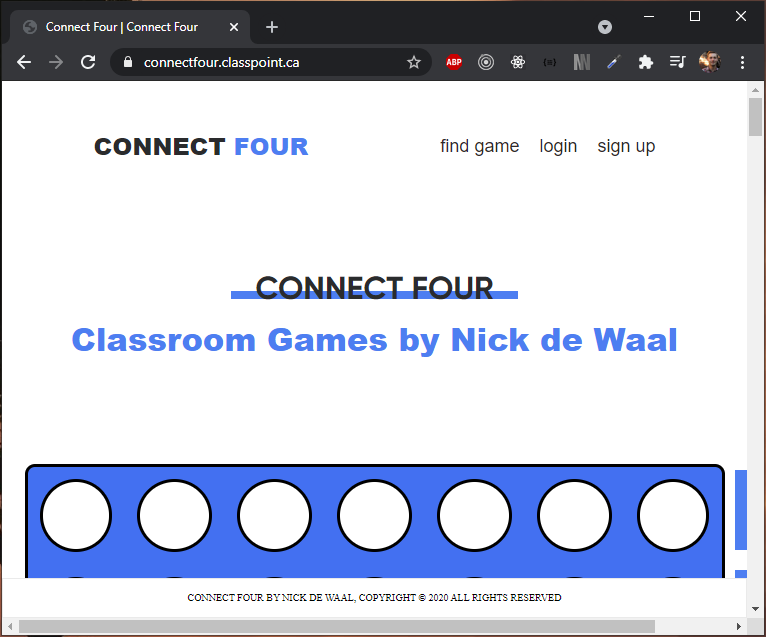 Connect Four | Connect Four
connectfour.classpoint.ca
ABP
CONNECT FOUR
find game login sign up
CONNECT FOUR
Classroom Games by Nick de Waal
CONNECT FOUR BY NICK DE WAAL, COPYRIGHT © 2020 ALL RIGHTS RESERVED